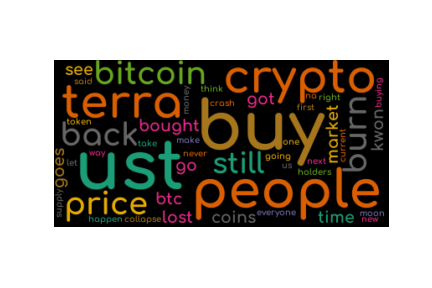 see bitcoin crypto
said
terra think no right buying
money got crash first
token buy market burn kwon
back bought take make one current
goes ust still never going us
let way go next holders
supply price btc people
lost coins everyone time moon
happen collapse new